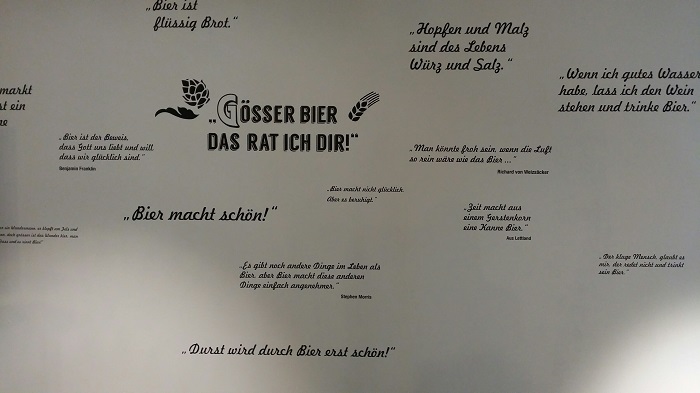 „Bier ist
flüssig Brot.“
„Hopfen und Malz
sind des Lebens
Würz und Salz.“
„Wenn ich gutes Wasser
habe, lass ich den Wein
stehen und trinke Bier.“
markt
st ein
„GÖSSER BIER
DAS RAT ICH DIR!“
„Bier ist der Beweis,
dass Gott uns liebt und will,
dass wir glücklich sind.“
Benjamin Franklin
„Man könnte froh sein, wenn die Luft
so rein wäre wie das Bier ...“
Richard von Weizsäcker
„Bier macht nicht glücklich.
Aber es beruhigt.“
„Bier macht schön!“
„Zeit macht aus
einem Gerstenkorn
eine Kanne Bier.“
Aus Lettland
„Es gibt noch andere Dinge im Leben als
Bier, aber Bier macht diese anderen
Dinge einfach angenehmer.“
Stephen Morris
„Der kluge Mensch, glaubt es
mir, der redet nicht und trinkt
sein Bier.“
„Durst wird durch Bier erst schön!“